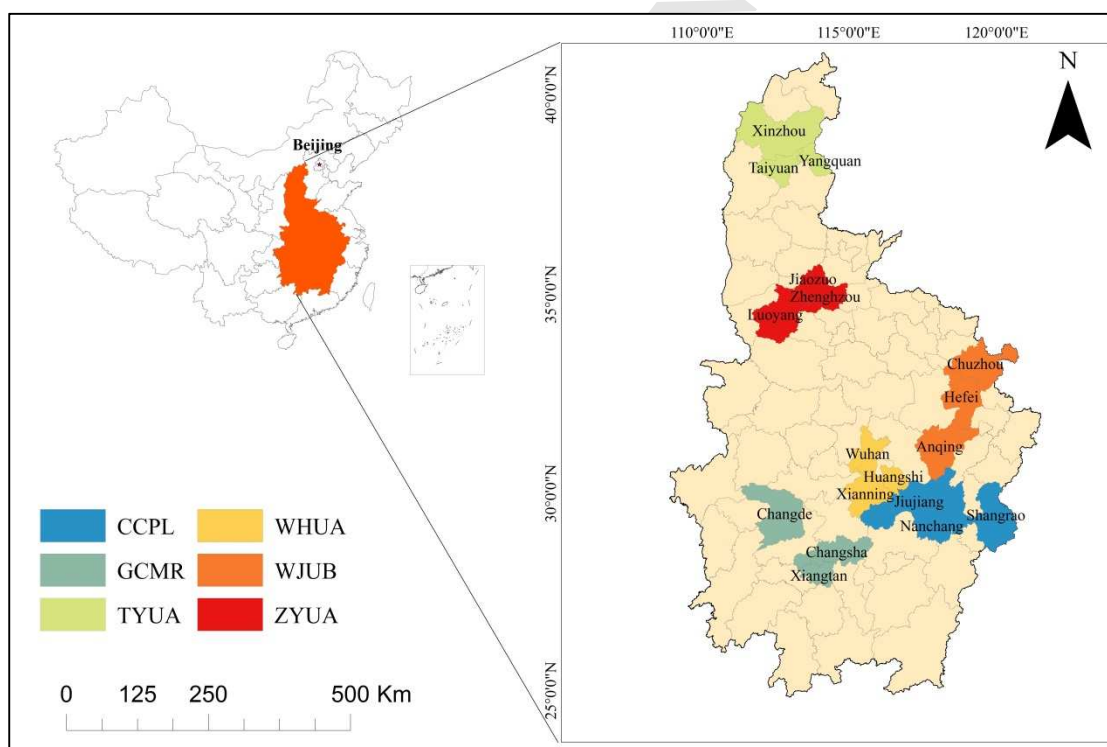 110°0'0"E 115°0'0"E 120°0'0"E
N
40°0'0"N
Beijing
Xinzhou
Yangquan
Taiyuan
35°0'0"N
Jiaozuo
Zhenghzou
Luoyang
Chuzhou
Hefei
Anqing
Wuhan
Huangshi
30°0'0"N
Xianning
Jiujiang
Changde
Nanchang
Shangrao
Changsha
Xiangtan
25°0'0"N
CCPL WHUA
GCMR WJUB
TYUA ZYUA
0 125 250 500 Km